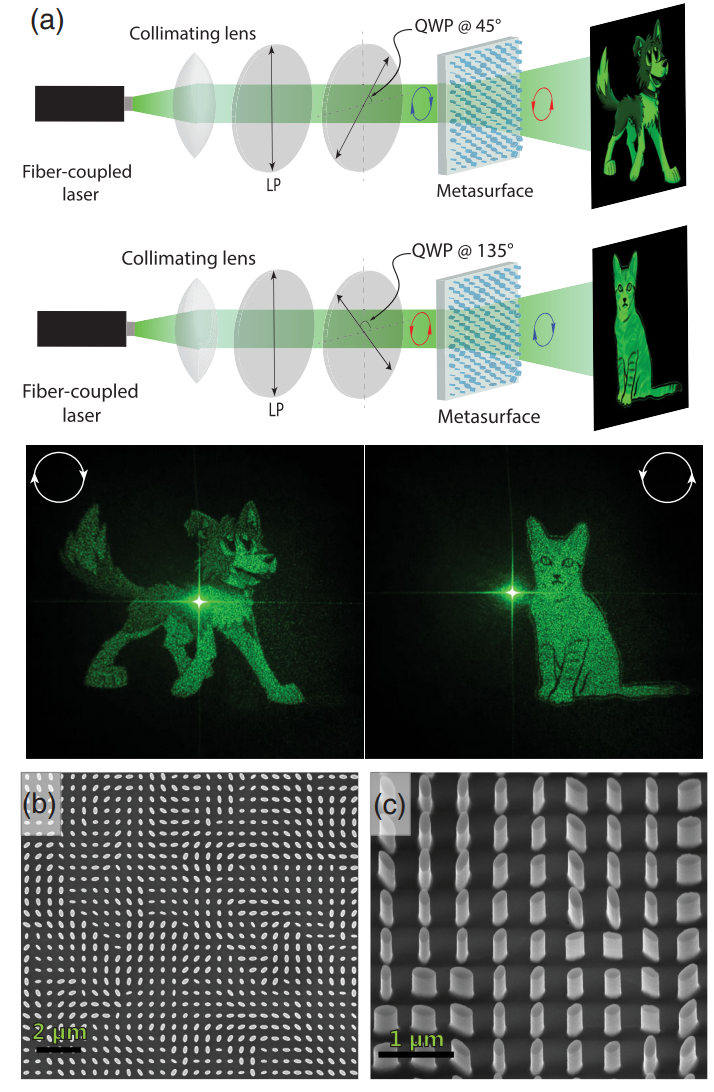 (a)
Collimating lens
QWP @ 45°
Fiber-coupled
laser
LP
Metasurface
Collimating lens
QWP @ 135°
Fiber-coupled
laser
LP
Metasurface
(b)
2 μm
(c)
1 μm